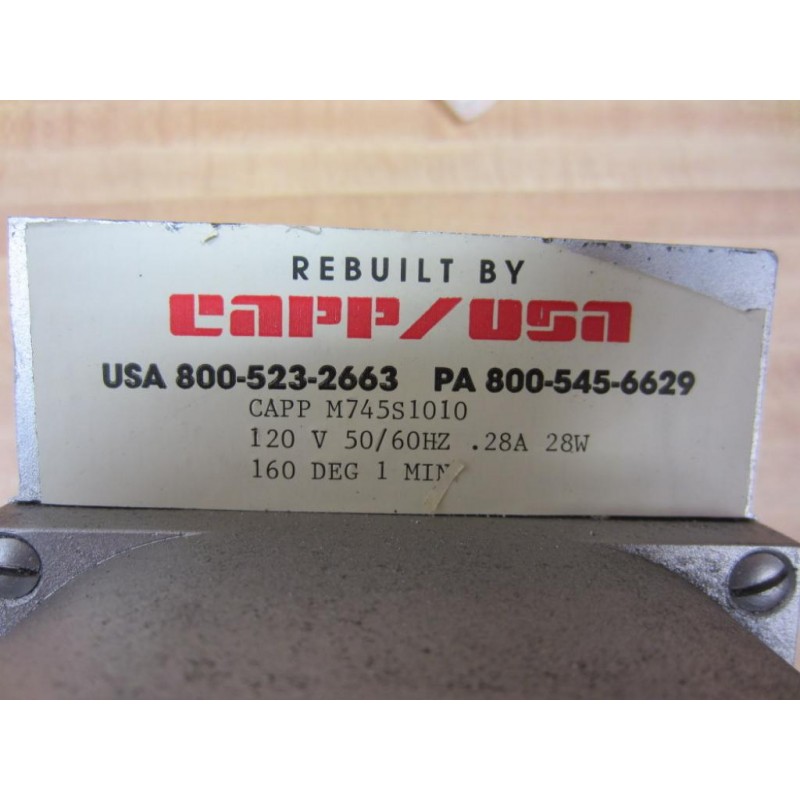 REBUILT BY
CAPP/USA
USA 800-523-2663 PA 800-545-6629
CAPP M745S1010
120 V 50/60HZ .28A 28W
160 DEG 1 MIN